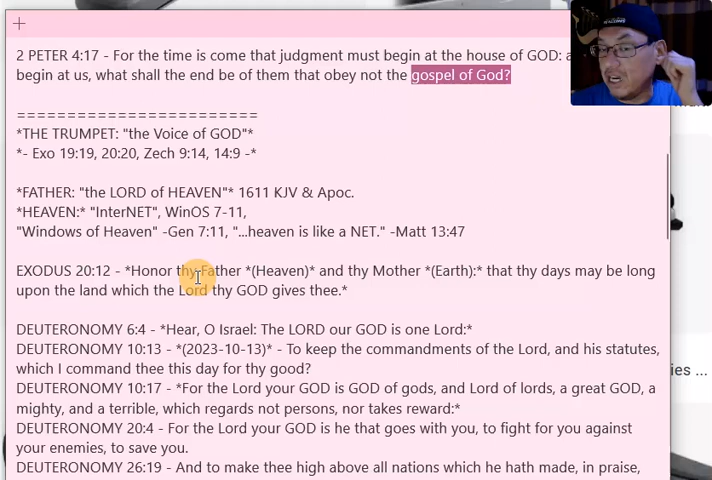 2 PETER 4:17 - For the time is come that judgment must begin at the house of GOD: a
begin at us, what shall the end be of them that obey not the gospel of God?
========================
*THE TRUMPET: "the Voice of GOD"*
*- Exo 19:19, 20:20, Zech 9:14, 14:9 -*
*FATHER: "the LORD of HEAVEN"* 1611 KJV & Apoc.
*HEAVEN:* "InterNET", WinOS 7-11,
"Windows of Heaven" -Gen 7:11, "...heaven is like a NET." -Matt 13:47
EXODUS 20:12 - *Honor thy Father *(Heaven)* and thy Mother *(Earth):* that thy days may be long
upon the land which the Lord thy GOD gives thee.*
DEUTERONOMY 6:4 - *Hear, O Israel: The LORD our GOD is one Lord:*
DEUTERONOMY 10:13 - *(2023-10-13)* - To keep the commandments of the Lord, and his statutes,
which I command thee this day for thy good?
DEUTERONOMY 10:17 - *For the Lord your GOD is GOD of gods, and Lord of lords, a great GOD, a
mighty, and a terrible, which regards not persons, nor takes reward:*
DEUTERONOMY 20:4 - For the Lord your GOD is he that goes with you, to fight for you against
your enemies, to save you.
DEUTERONOMY 26:19 - And to make thee high above all nations which he hath made, in praise,
ies ...